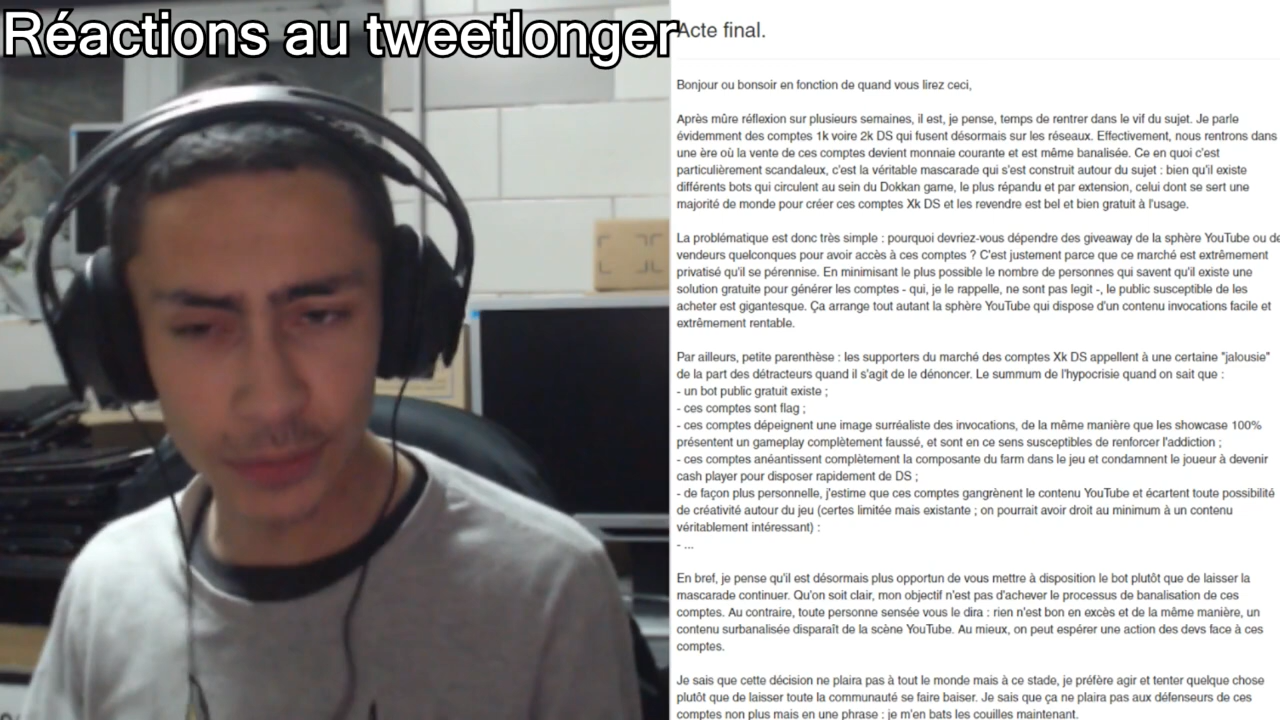 Réactions au tweetlonger
Acte final.
Bonjour ou bonsoir en fonction de quand vous lirez ceci,
Après mûre réflexion sur plusieurs semaines, il est, je pense, temps de rentrer dans le vif du sujet. Je parle
évidemment des comptes 1k voire 2k DS qui fusent désormais sur les réseaux. Effectivement, nous rentrons dans
une ère où la vente de ces comptes devient monnaie courante et est même banalisée. Ce en quoi c'est
particulièrement scandaleux, c'est la véritable mascarade qui s'est construit autour du sujet : bien qu'il existe
différents bots qui circulent au sein du Dokkan game, le plus répandu et par extension, celui dont se sert une
majorité de monde pour créer ces comptes Xk DS et les revendre est bel et bien gratuit à l'usage.
La problématique est donc très simple : pourquoi devriez-vous dépendre des giveaway de la sphère YouTube ou de
vendeurs quelconques pour avoir accès à ces comptes ? C'est justement parce que ce marché est extrêmement
privatisé qu'il se pérennise. En minimisant le plus possible le nombre de personnes qui savent qu'il existe une
solution gratuite pour générer les comptes - qui, je le rappelle, ne sont pas legit -, le public susceptible de les
acheter est gigantesque. Ça arrange tout autant la sphère YouTube qui dispose d'un contenu invocations facile et
extrêmement rentable.
Par ailleurs, petite parenthèse : les supporters du marché des comptes Xk DS appellent à une certaine "jalousie"
de la part des détracteurs quand il s'agit de le dénoncer. Le summum de l'hypocrisie quand on sait que :
- un bot public gratuit existe ;
- ces comptes sont flag ;
- ces comptes dépeignent une image surréaliste des invocations, de la même manière que les showcase 100%
présentent un gameplay complètement faussé, et sont en ce sens susceptibles de renforcer l'addiction ;
- ces comptes anéantissent complètement la composante du farm dans le jeu et condamnent le joueur à devenir
cash player pour disposer rapidement de DS ;
- de façon plus personnelle, j'estime que ces comptes gangrènent le contenu YouTube et écartent toute possibilité
de créativité autour du jeu (certes limitée mais existante ; on pourrait avoir droit au minimum à un contenu
véritablement intéressant) :
- ...
En bref, je pense qu'il est désormais plus opportun de vous mettre à disposition le bot plutôt que de laisser la
mascarade continuer. Qu'on soit clair, mon objectif n'est pas d'achever le processus de banalisation de ces
comptes. Au contraire, toute personne sensée vous le dira : rien n'est bon en excès et de la même manière, un
contenu surbanalisée disparaît de la scène YouTube. Au mieux, on peut espérer une action des devs face à ces
comptes.
Je sais que cette décision ne plaira pas à tout le monde mais à ce stade, je préfère agir et tenter quelque chose
plutôt que de laisser toute la communauté se faire baiser. Je sais que ça ne plaira pas aux défenseurs de ces
comptes non plus mais en une phrase : je m'en bats les couilles maintenant.